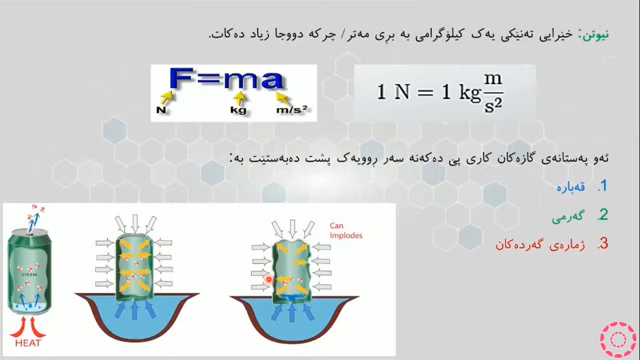 نیوتن: خێرایی تەنێکی یەک کیلۆگرامی بە بڕی مەتر/ چرکە دووجا زیاد دەکات.
F=ma
N kg m/s²
1 N = 1 kg m/s²
ئەو پەستانەی گازەکان کاری پێ دەکەنە سەر ڕوویەک پشت دەبەستێت بە:
1. قەبارە
2. گەرمی
3. ژمارەی گەردەکان
Can
Implodes
STEAM
HEAT